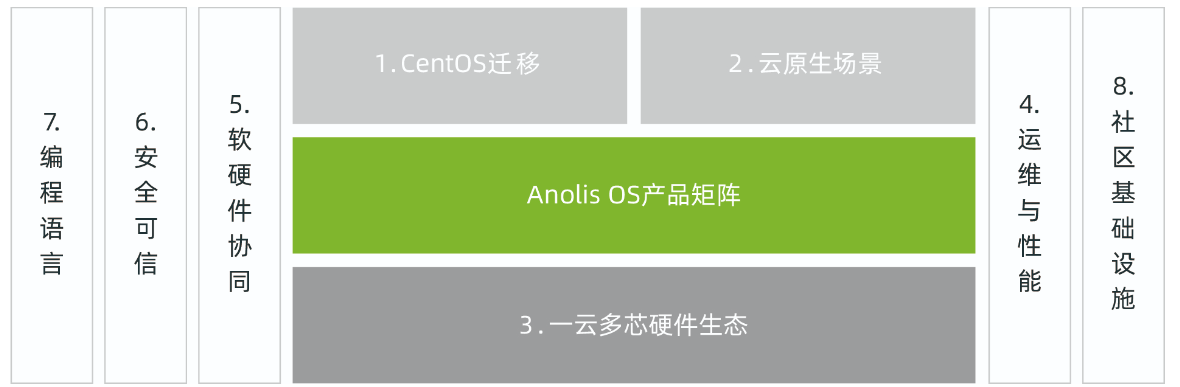 7.
编
程
语
言
6.
安
全
可
信
5.
软
硬
件
协
同
1.CentOS迁移
2.云原生场景
Anolis OS产品矩阵
3.一云多芯硬件生态
4.
运
维
与
性
能
8.
社
区
基
础
设
施